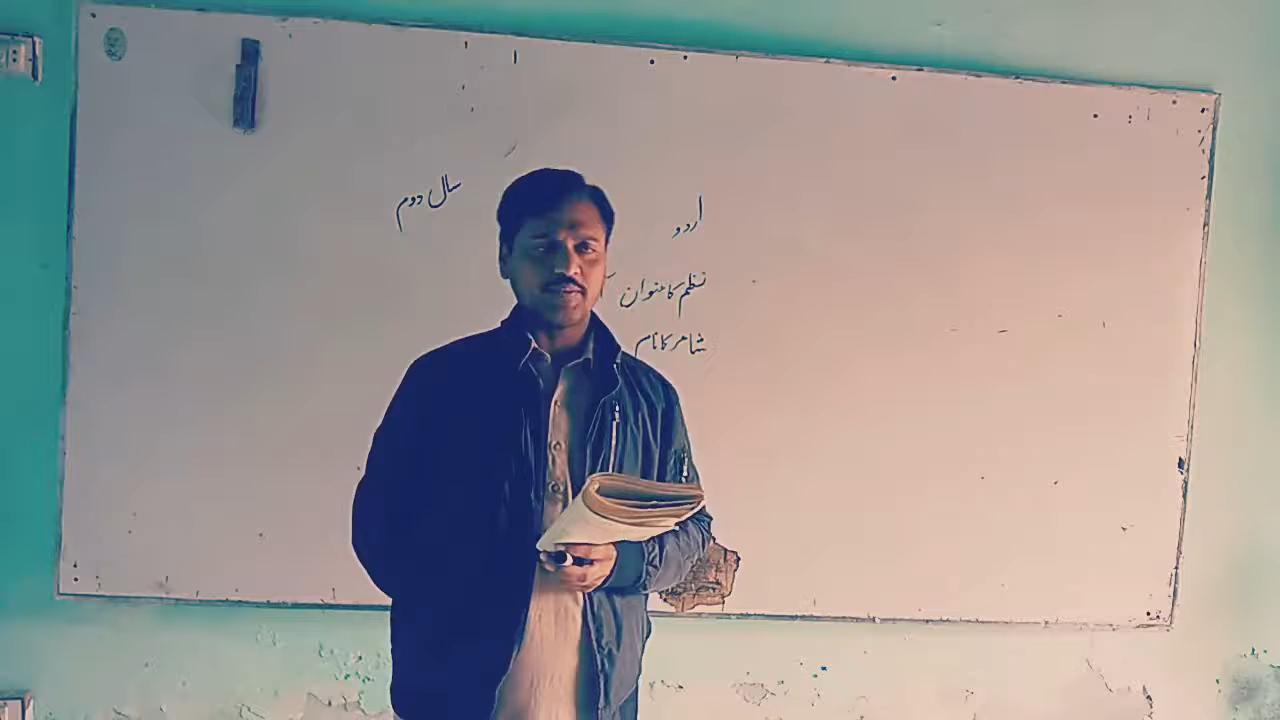 اردو
سال دوم
نظم کا عنوان
شاعر کا نام